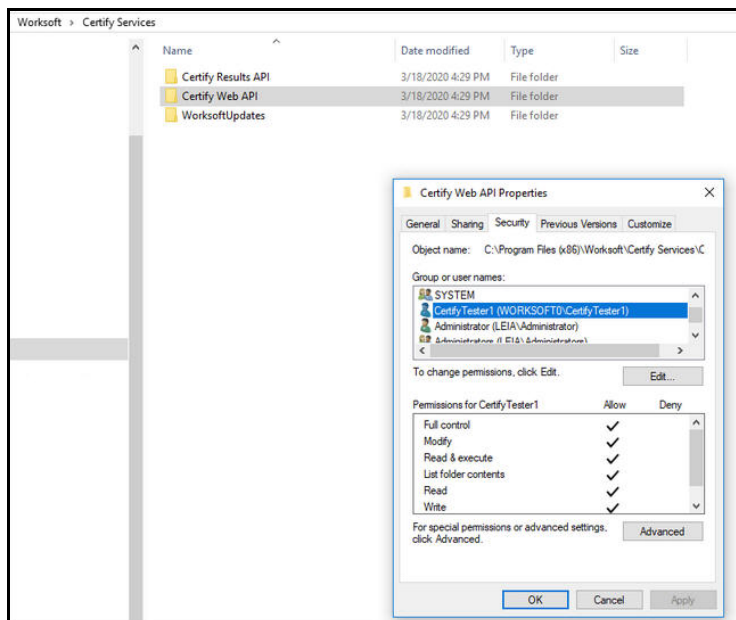 Worksoft > Certify Services
Name Date modified Type Size
Certify Results API 3/18/2020 4:29 PM File folder
Certify Web API 3/18/2020 4:29 PM File folder
WorksoftUpdates 3/18/2020 4:29 PM File folder
Certify Web API Properties
General Sharing Security Previous Versions Customize
Object name: C:\Program Files (x86)\Worksoft\Certify Services\C
Group or user names:
SYSTEM
CertifyTester1 (WORKSOFT0\CertifyTester1)
Administrator (LEIA\Administrator)
Administrators (LEIA\Administrators)
To change permissions, click Edit.
Edit...
Permissions for CertifyTester1 Allow Deny
Full control
Modify
Read & execute
List folder contents
Read
Write
For special permissions or advanced settings,
click Advanced.
Advanced
OK Cancel Apply